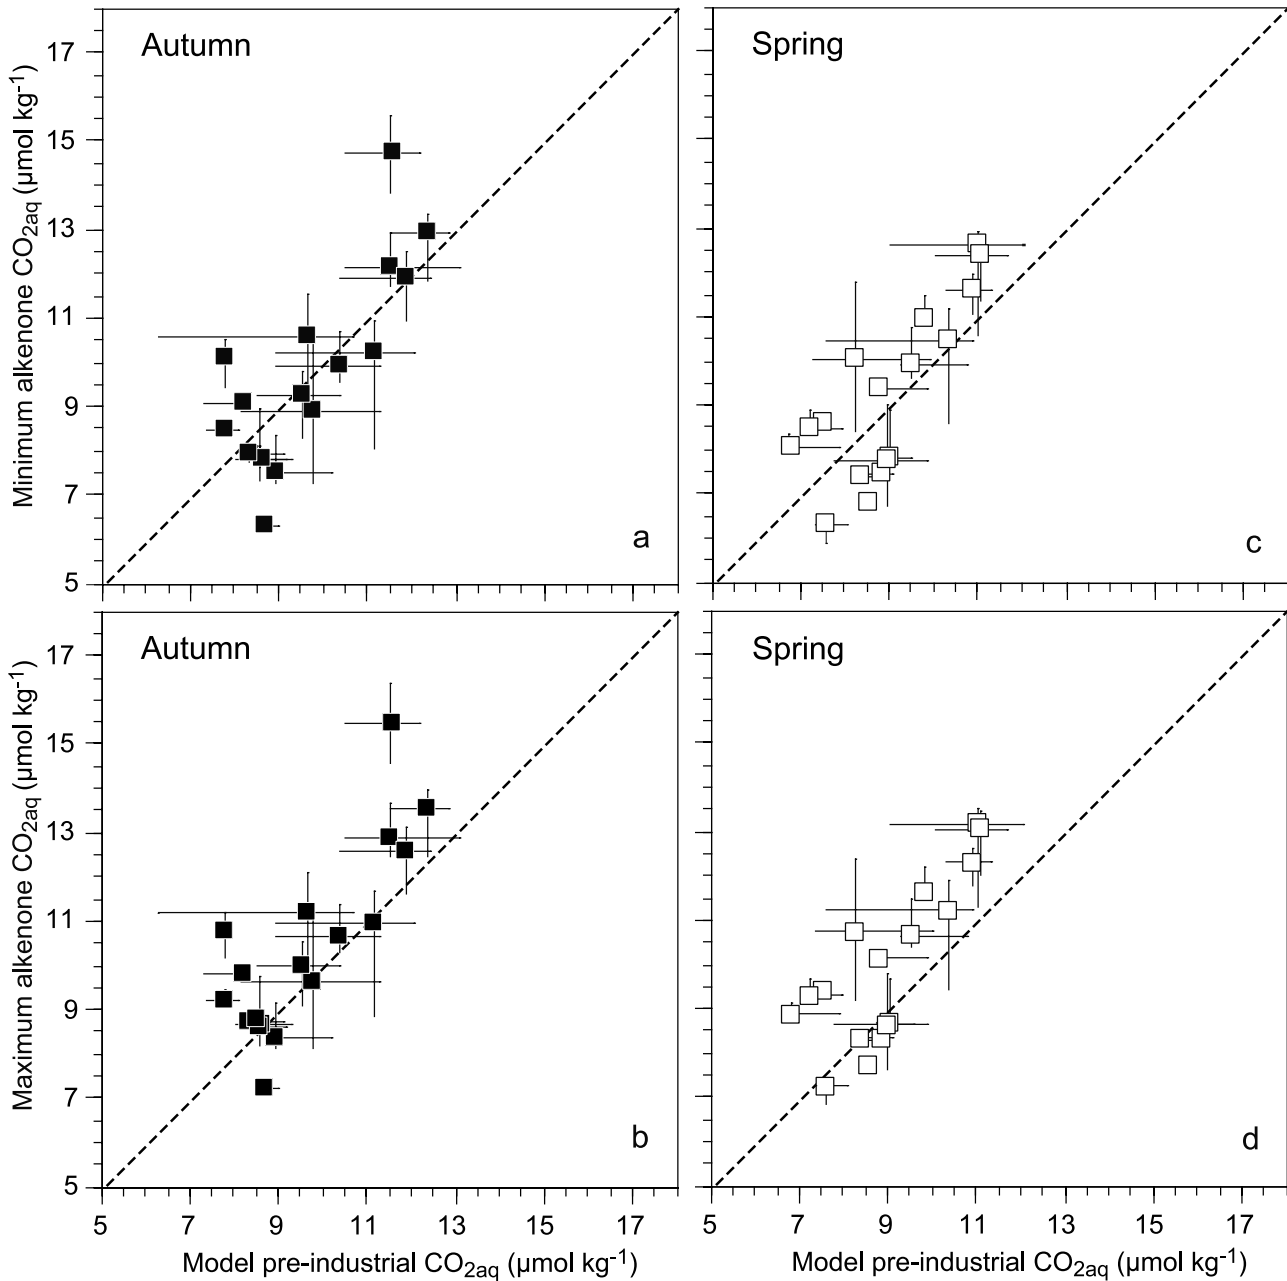 Autumn
Spring
17
15
13
11
9
7
5
Minimum alkenone CO2aq (µmol kg-1)
a
c
Autumn
Spring
17
15
13
11
9
7
5
Maximum alkenone CO2aq (µmol kg-1)
b
d
5 7 9 11 13 15 17
5 7 9 11 13 15 17
Model pre-industrial CO2aq (µmol kg-1)
Model pre-industrial CO2aq (µmol kg-1)